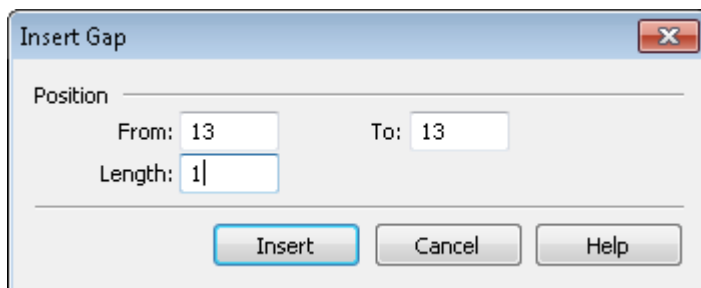 Insert Gap
Position
From: 13 To: 13
Length: 1
Insert Cancel Help